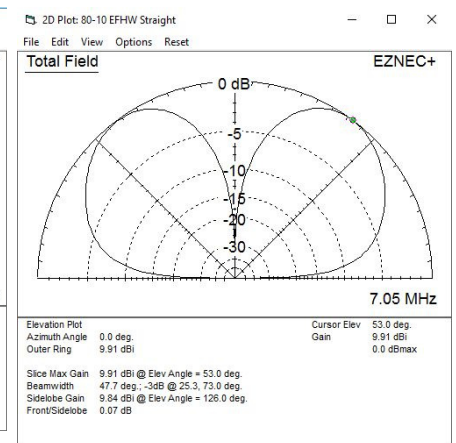 2D Plot: 80-10 EFHW Straight
File Edit View Options Reset
Total Field
EZNEC+
0 dB
-5
-10
-15
-20
-30
7.05 MHz
Elevation Plot
Azimuth Angle 0.0 deg.
Outer Ring 9.91 dBi
Cursor Elev 53.0 deg.
Gain 9.91 dBi
0.0 dBmax
Slice Max Gain 9.91 dBi @ Elev Angle = 53.0 deg.
Beamwidth 47.7 deg.; -3dB @ 25.3, 73.0 deg.
Sidelobe Gain 9.84 dBi @ Elev Angle = 126.0 deg.
Front/Sidelobe 0.07 dB